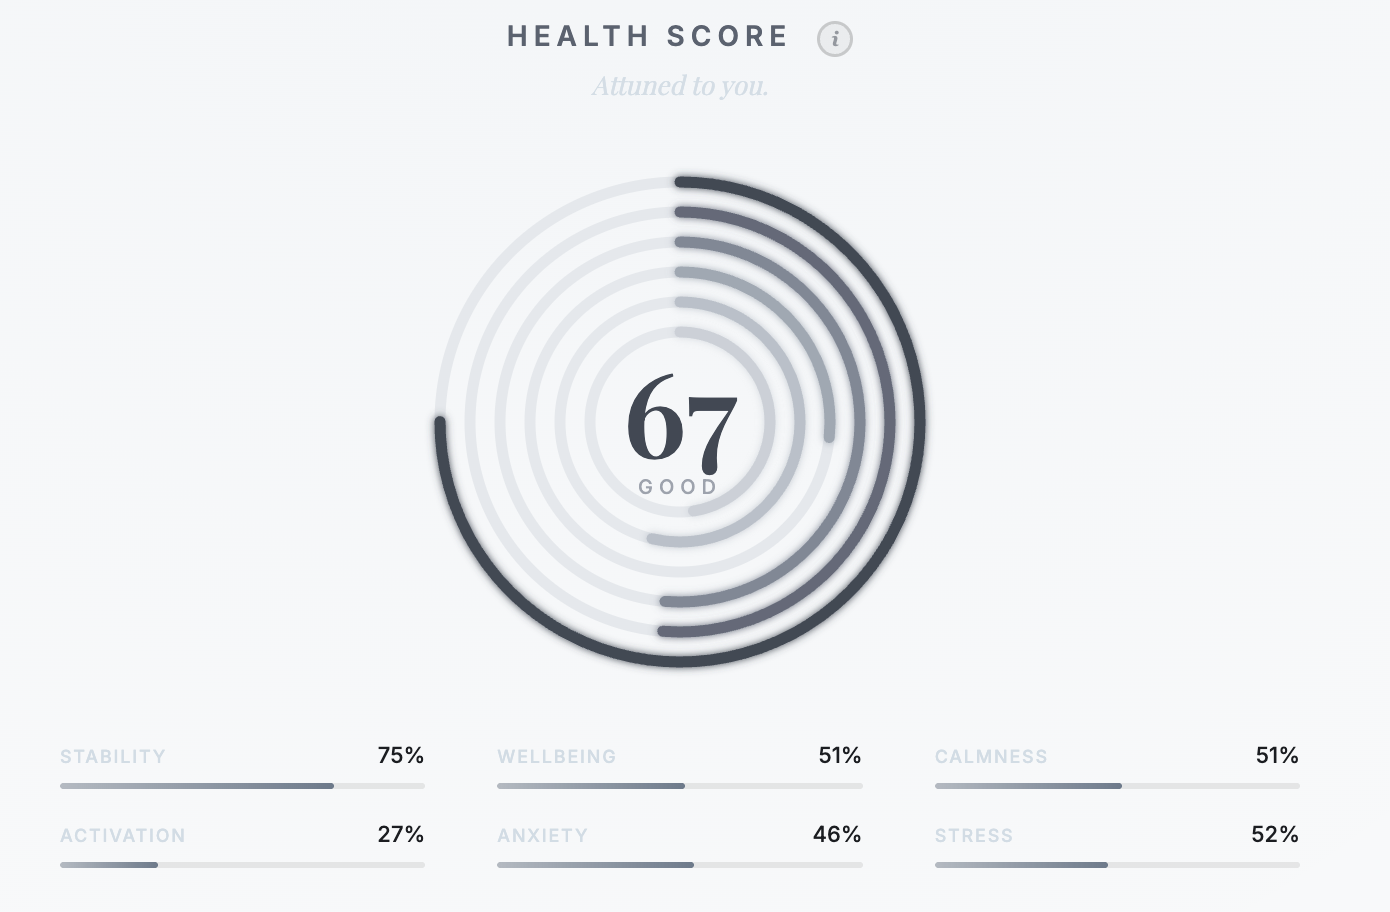 HEALTH SCORE i
Attuned to you.
67
GOOD
STABILITY 75%
WELLBEING 51%
CALMNESS 51%
ACTIVATION 27%
ANXIETY 46%
STRESS 52%